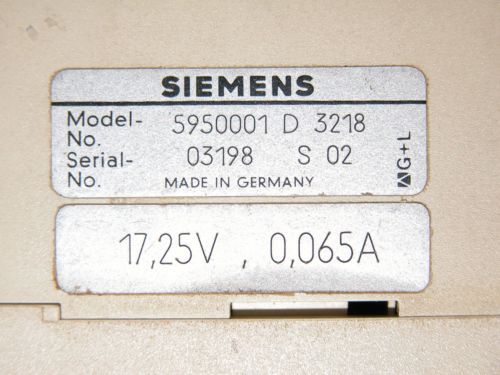 SIEMENS
Model-No. 5950001 D 3218
Serial-No. 03198 S 02
MADE IN GERMANY
G+L
17,25V , 0,065A